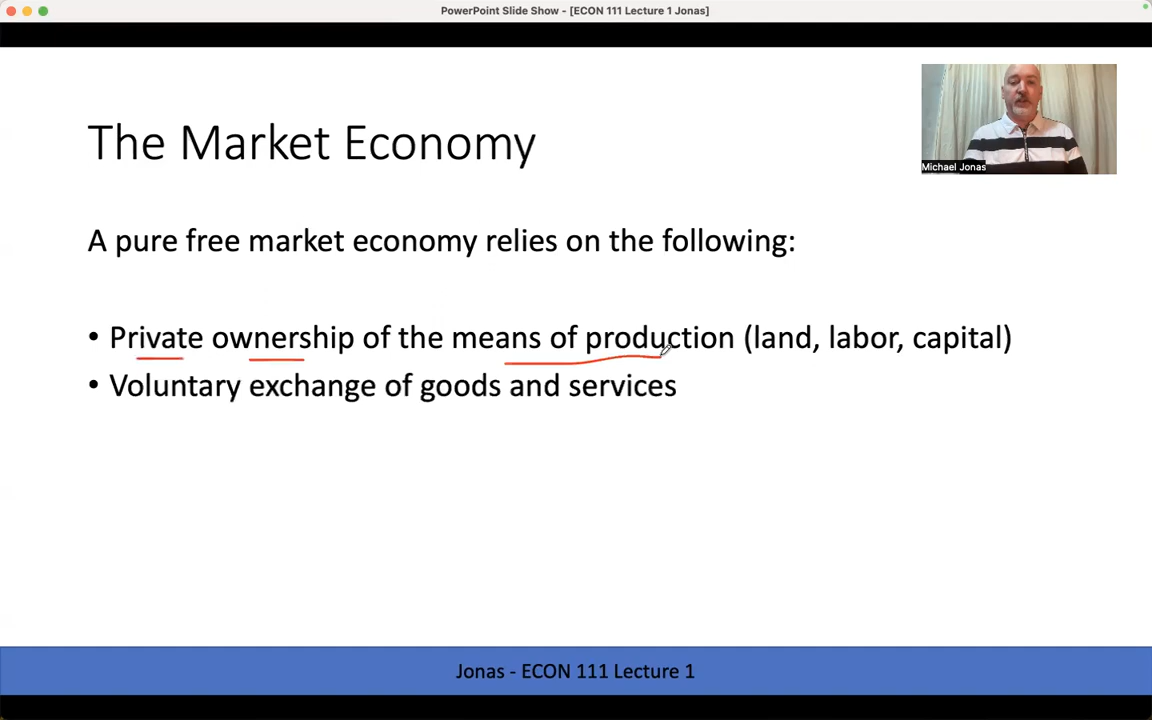 PowerPoint Slide Show - [ECON 111 Lecture 1 Jonas]
Michael Jonas
The Market Economy
A pure free market economy relies on the following:
• Private ownership of the means of production (land, labor, capital)
• Voluntary exchange of goods and services
Jonas - ECON 111 Lecture 1